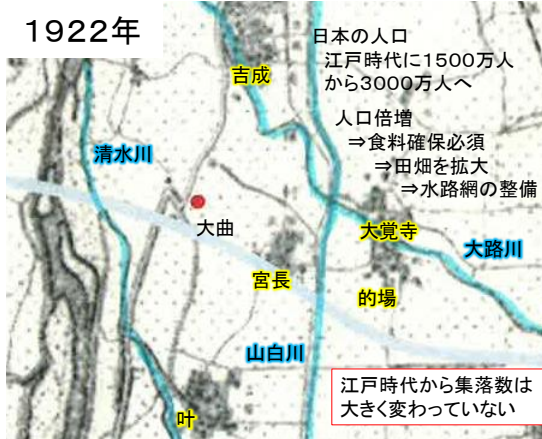 1922年
日本の人口
江戸時代に1500万人
から3000万人へ
吉成
人口倍増
⇒食料確保必須
⇒田畑を拡大
⇒水路網の整備
清水川
大曲
大覚寺
大路川
宮長
的場
山白川
江戸時代から集落数は
大きく変わっていない
叶